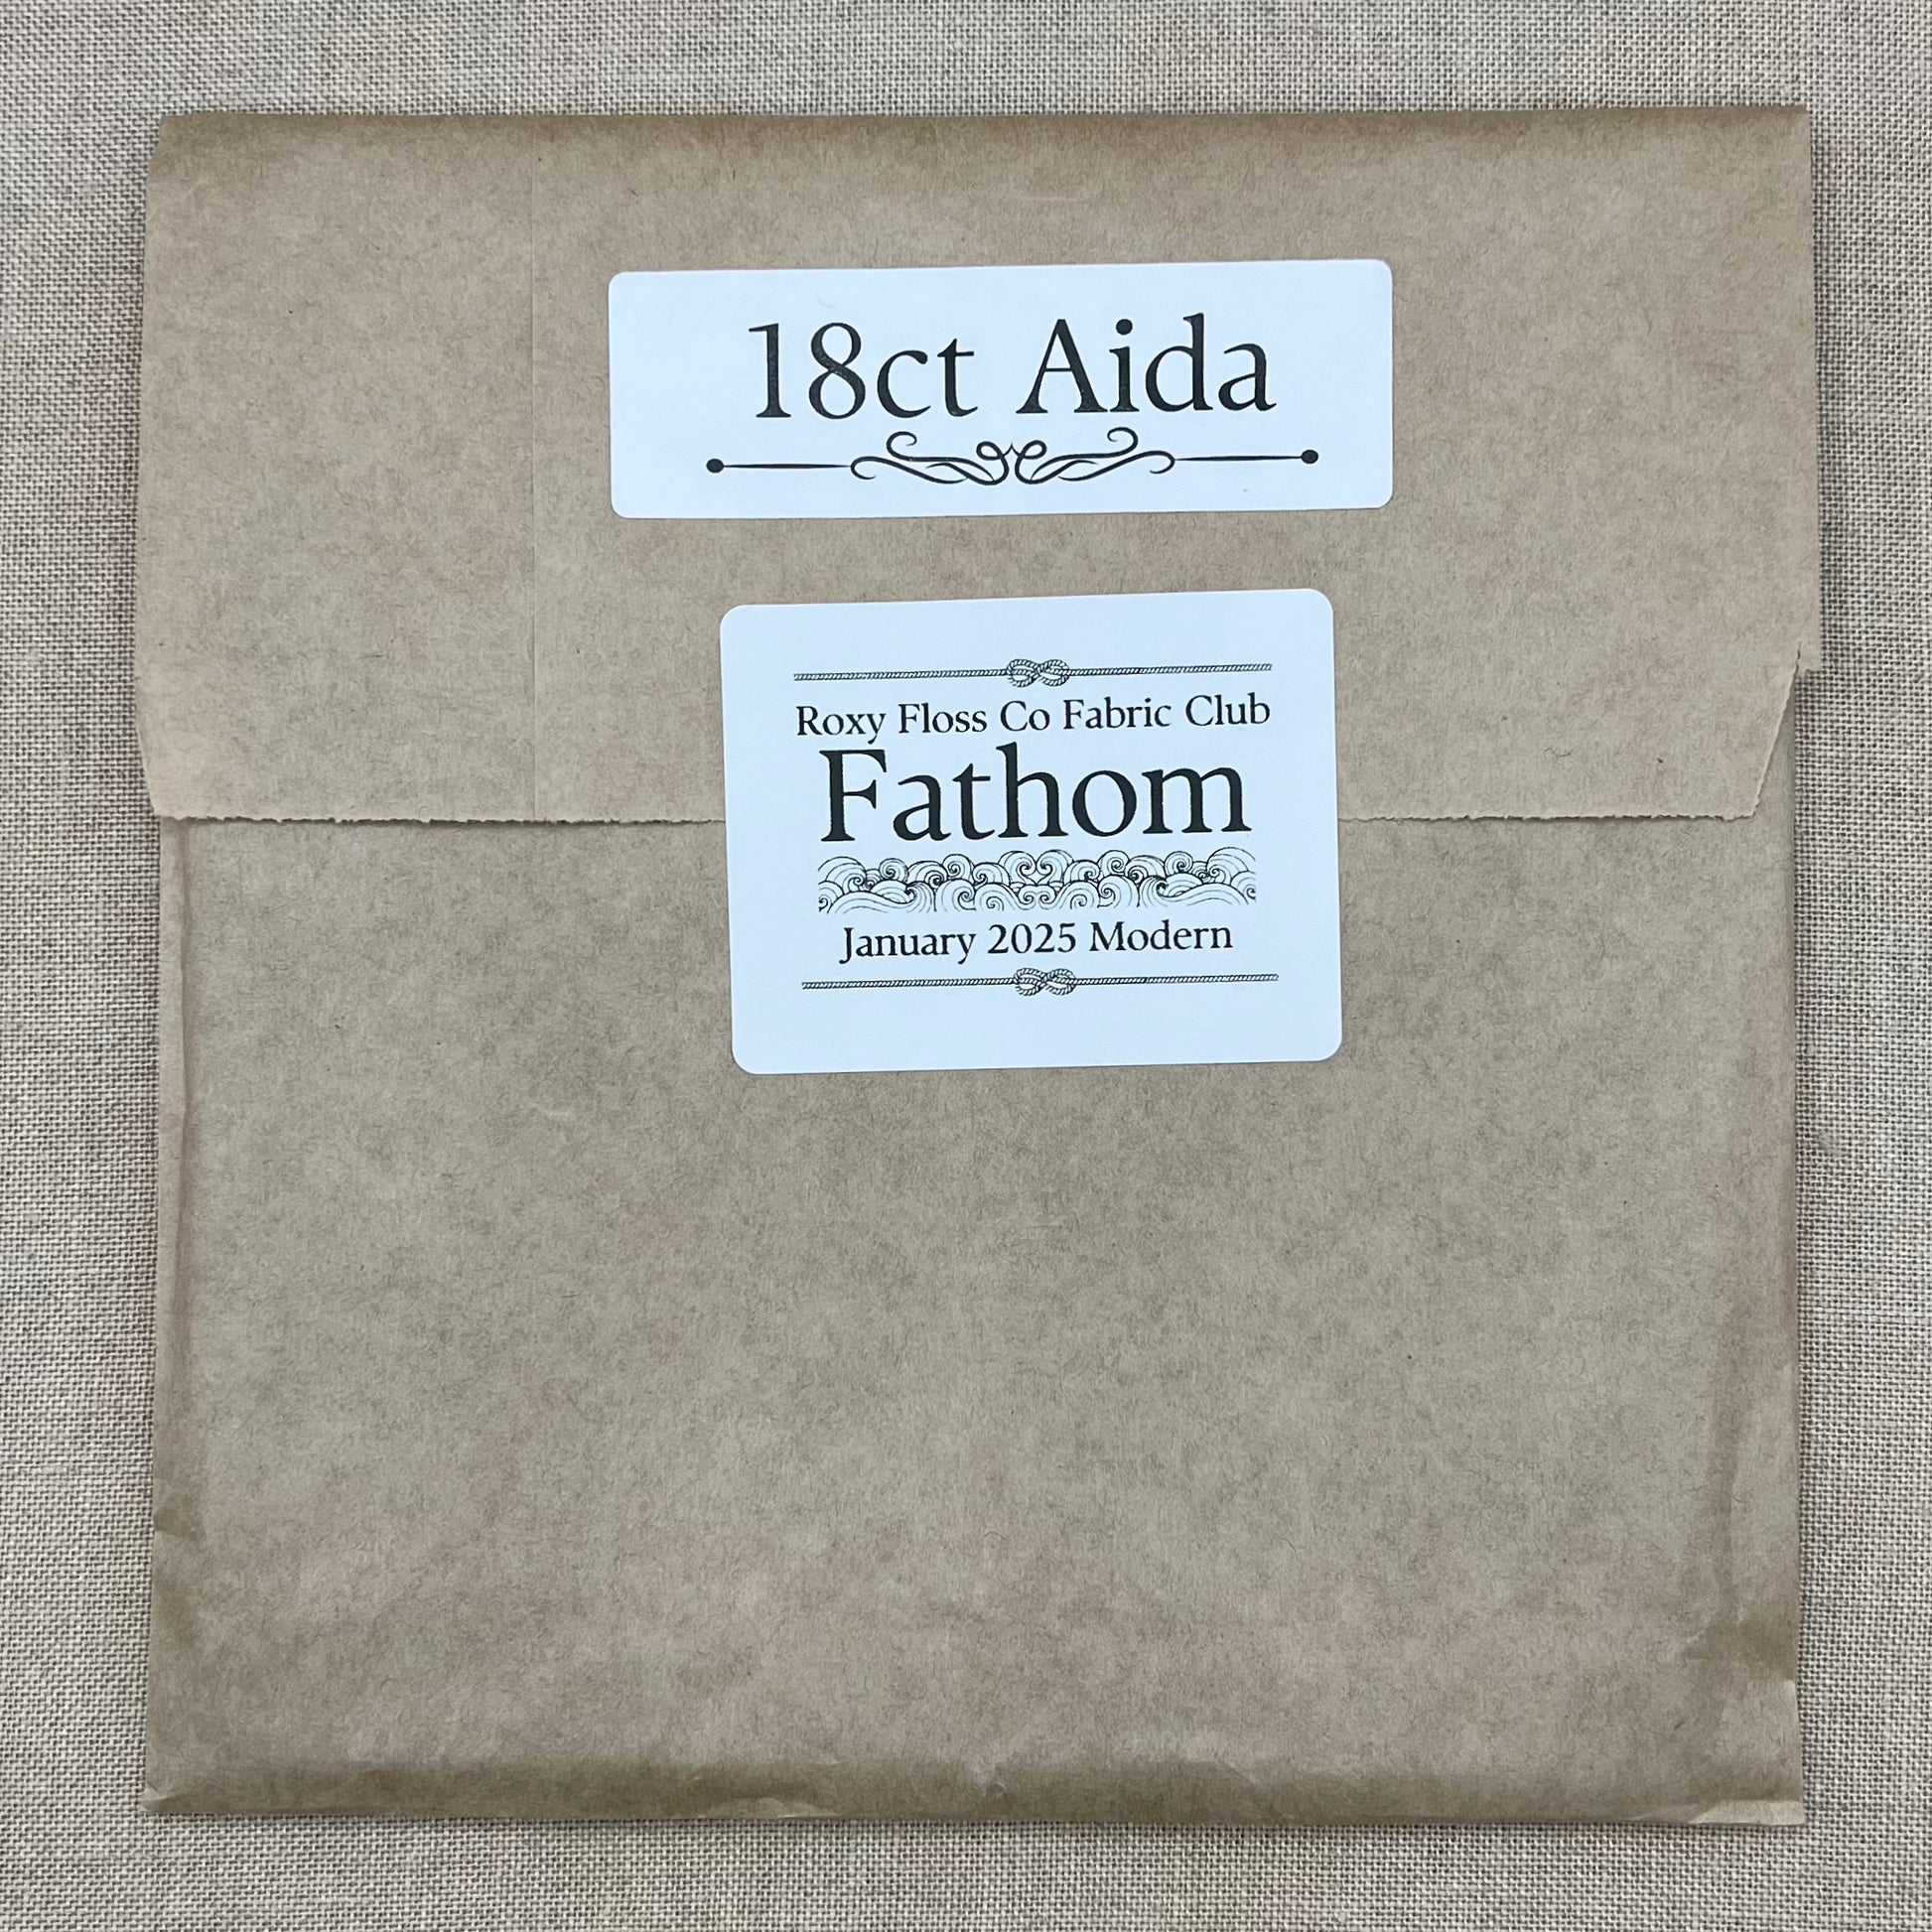 18ct Aida
Roxy Floss Co Fabric Club
Fathom
January 2025 Modern